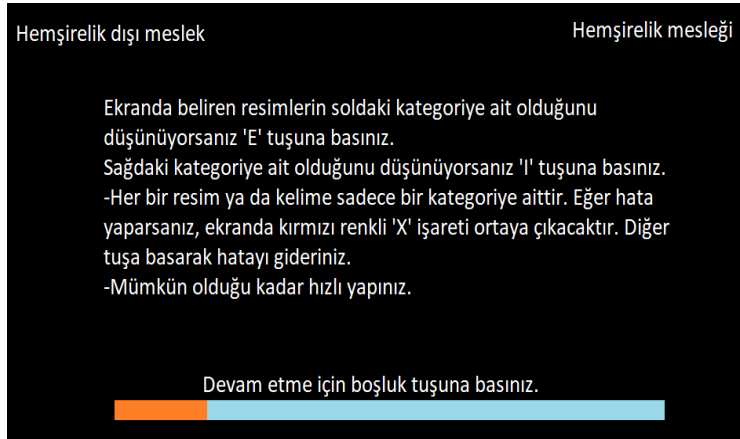 Hemşirelik dışı meslek
Hemşirelik mesleği
Ekranda beliren resimlerin soldaki kategoriye ait olduğunu
düşünüyorsanız 'E' tuşuna basınız.
Sağdaki kategoriye ait olduğunu düşünüyorsanız 'I' tuşuna basınız.
-Her bir resim ya da kelime sadece bir kategoriye aittir. Eğer hata
yaparsanız, ekranda kırmızı renkli 'X' işareti ortaya çıkacaktır. Diğer
tuşa basarak hatayı gideriniz.
-Mümkün olduğu kadar hızlı yapınız.
Devam etme için boşluk tuşuna basınız.